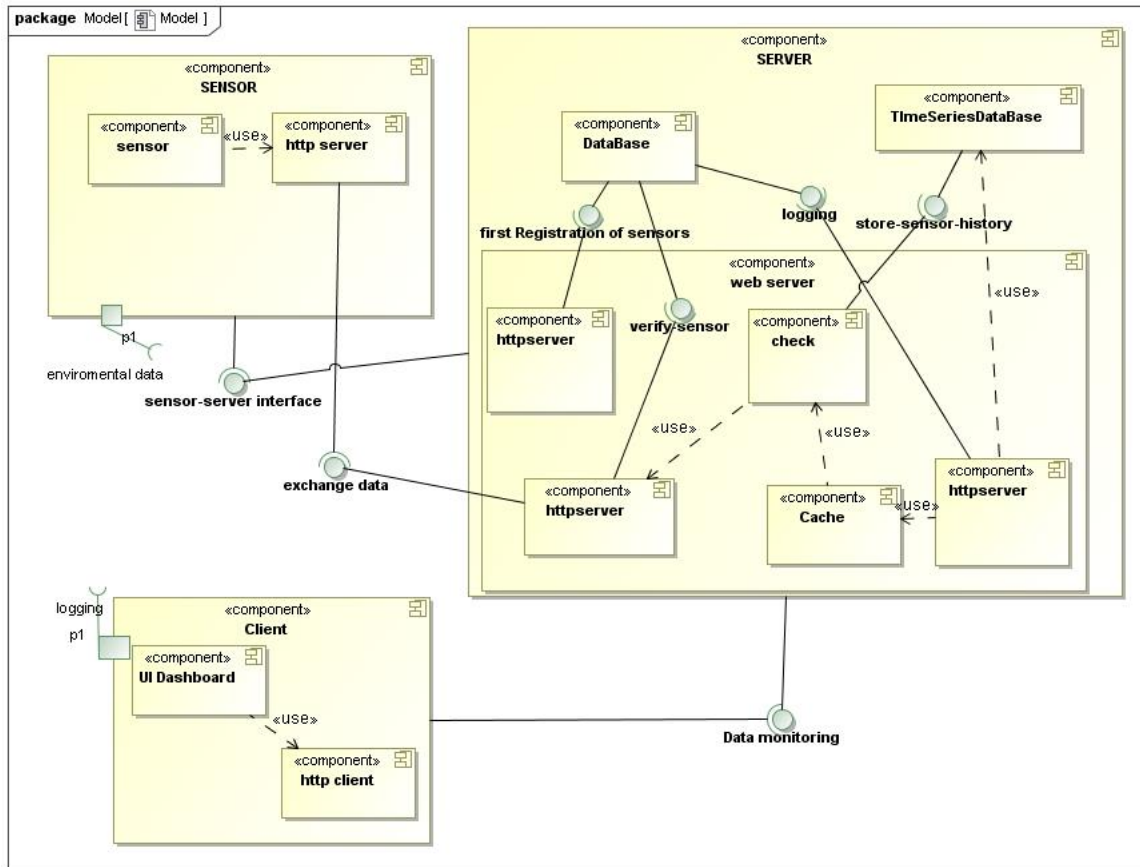 package Model [ Model ]
«component»
SENSOR
«component»
sensor
«use»
«component»
http server
p1
enviromental data
sensor-server interface
exchange data
«component»
SERVER
«component»
DataBase
«component»
TImeSeriesDataBase
first Registration of sensors
logging
store-sensor-history
«component»
web server
«use»
«component»
httpserver
verify-sensor
«component»
check
«use»
«use»
«component»
httpserver
«component»
Cache
«use»
«component»
httpserver
logging
p1
«component»
Client
«component»
UI Dashboard
«use»
«component»
http client
Data monitoring